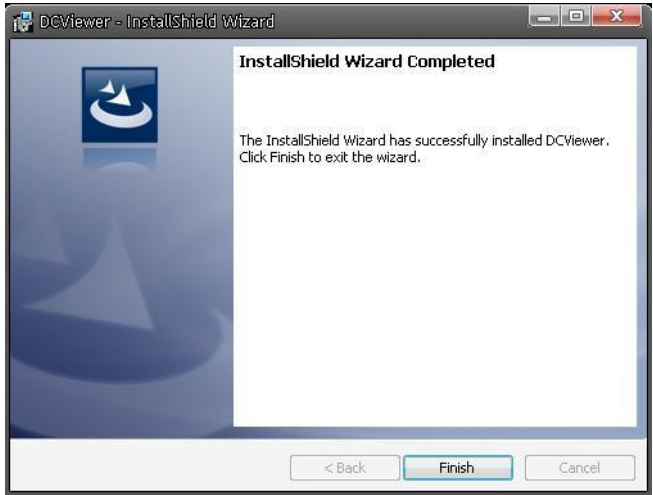 DCViewer - InstallShield Wizard
InstallShield Wizard Completed
The InstallShield Wizard has successfully installed DCViewer.
Click Finish to exit the wizard.
< Back
Finish
Cancel